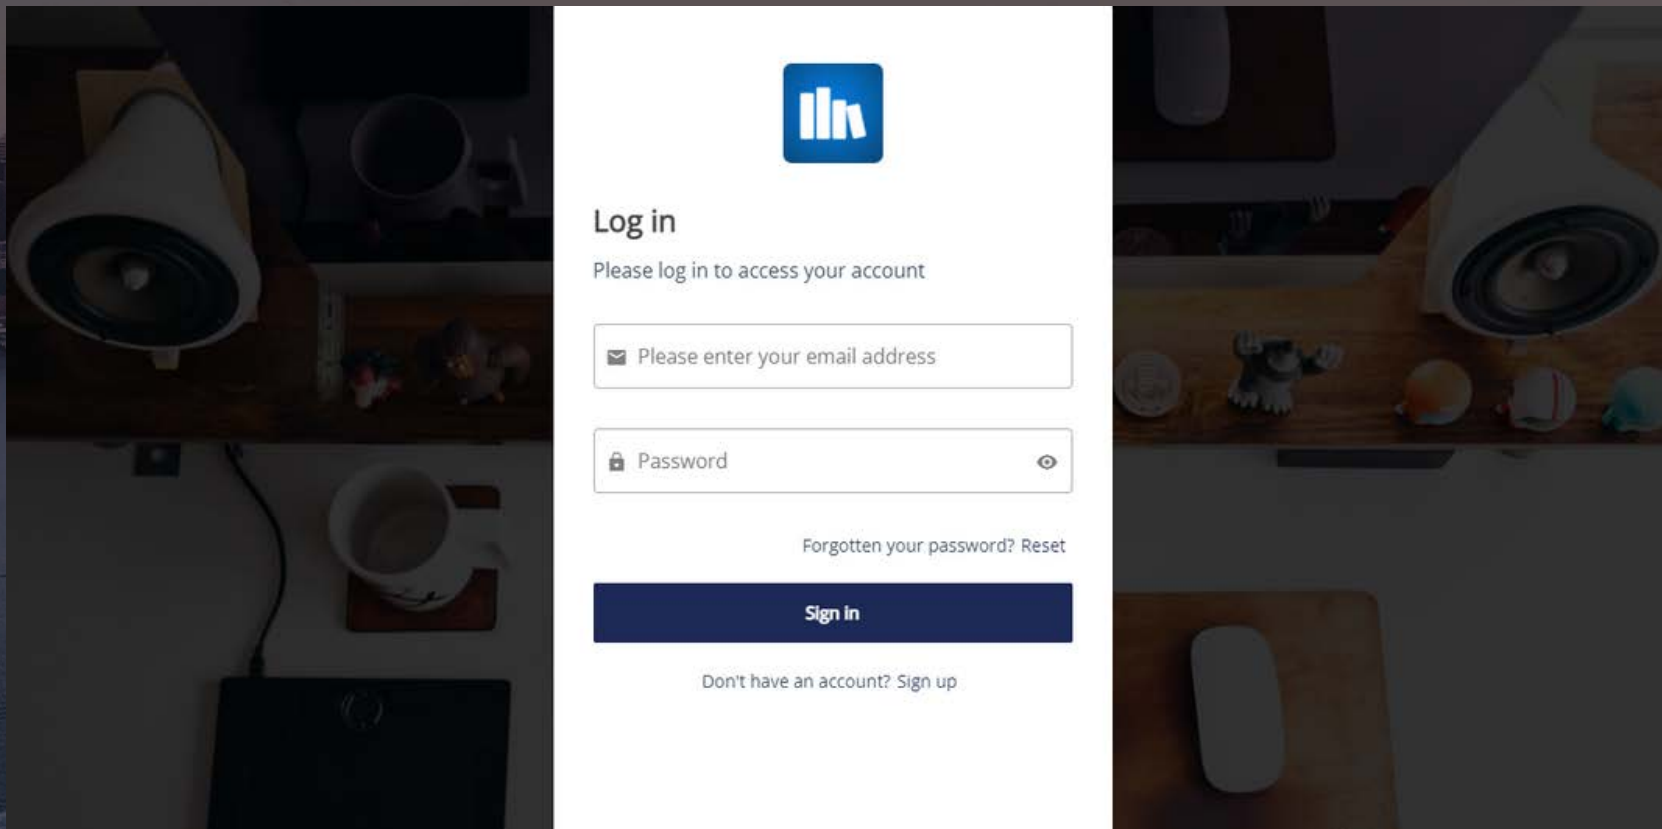 Log in
Please log in to access your account
Please enter your email address
Password
Forgotten your password? Reset
Sign in
Don't have an account? Sign up